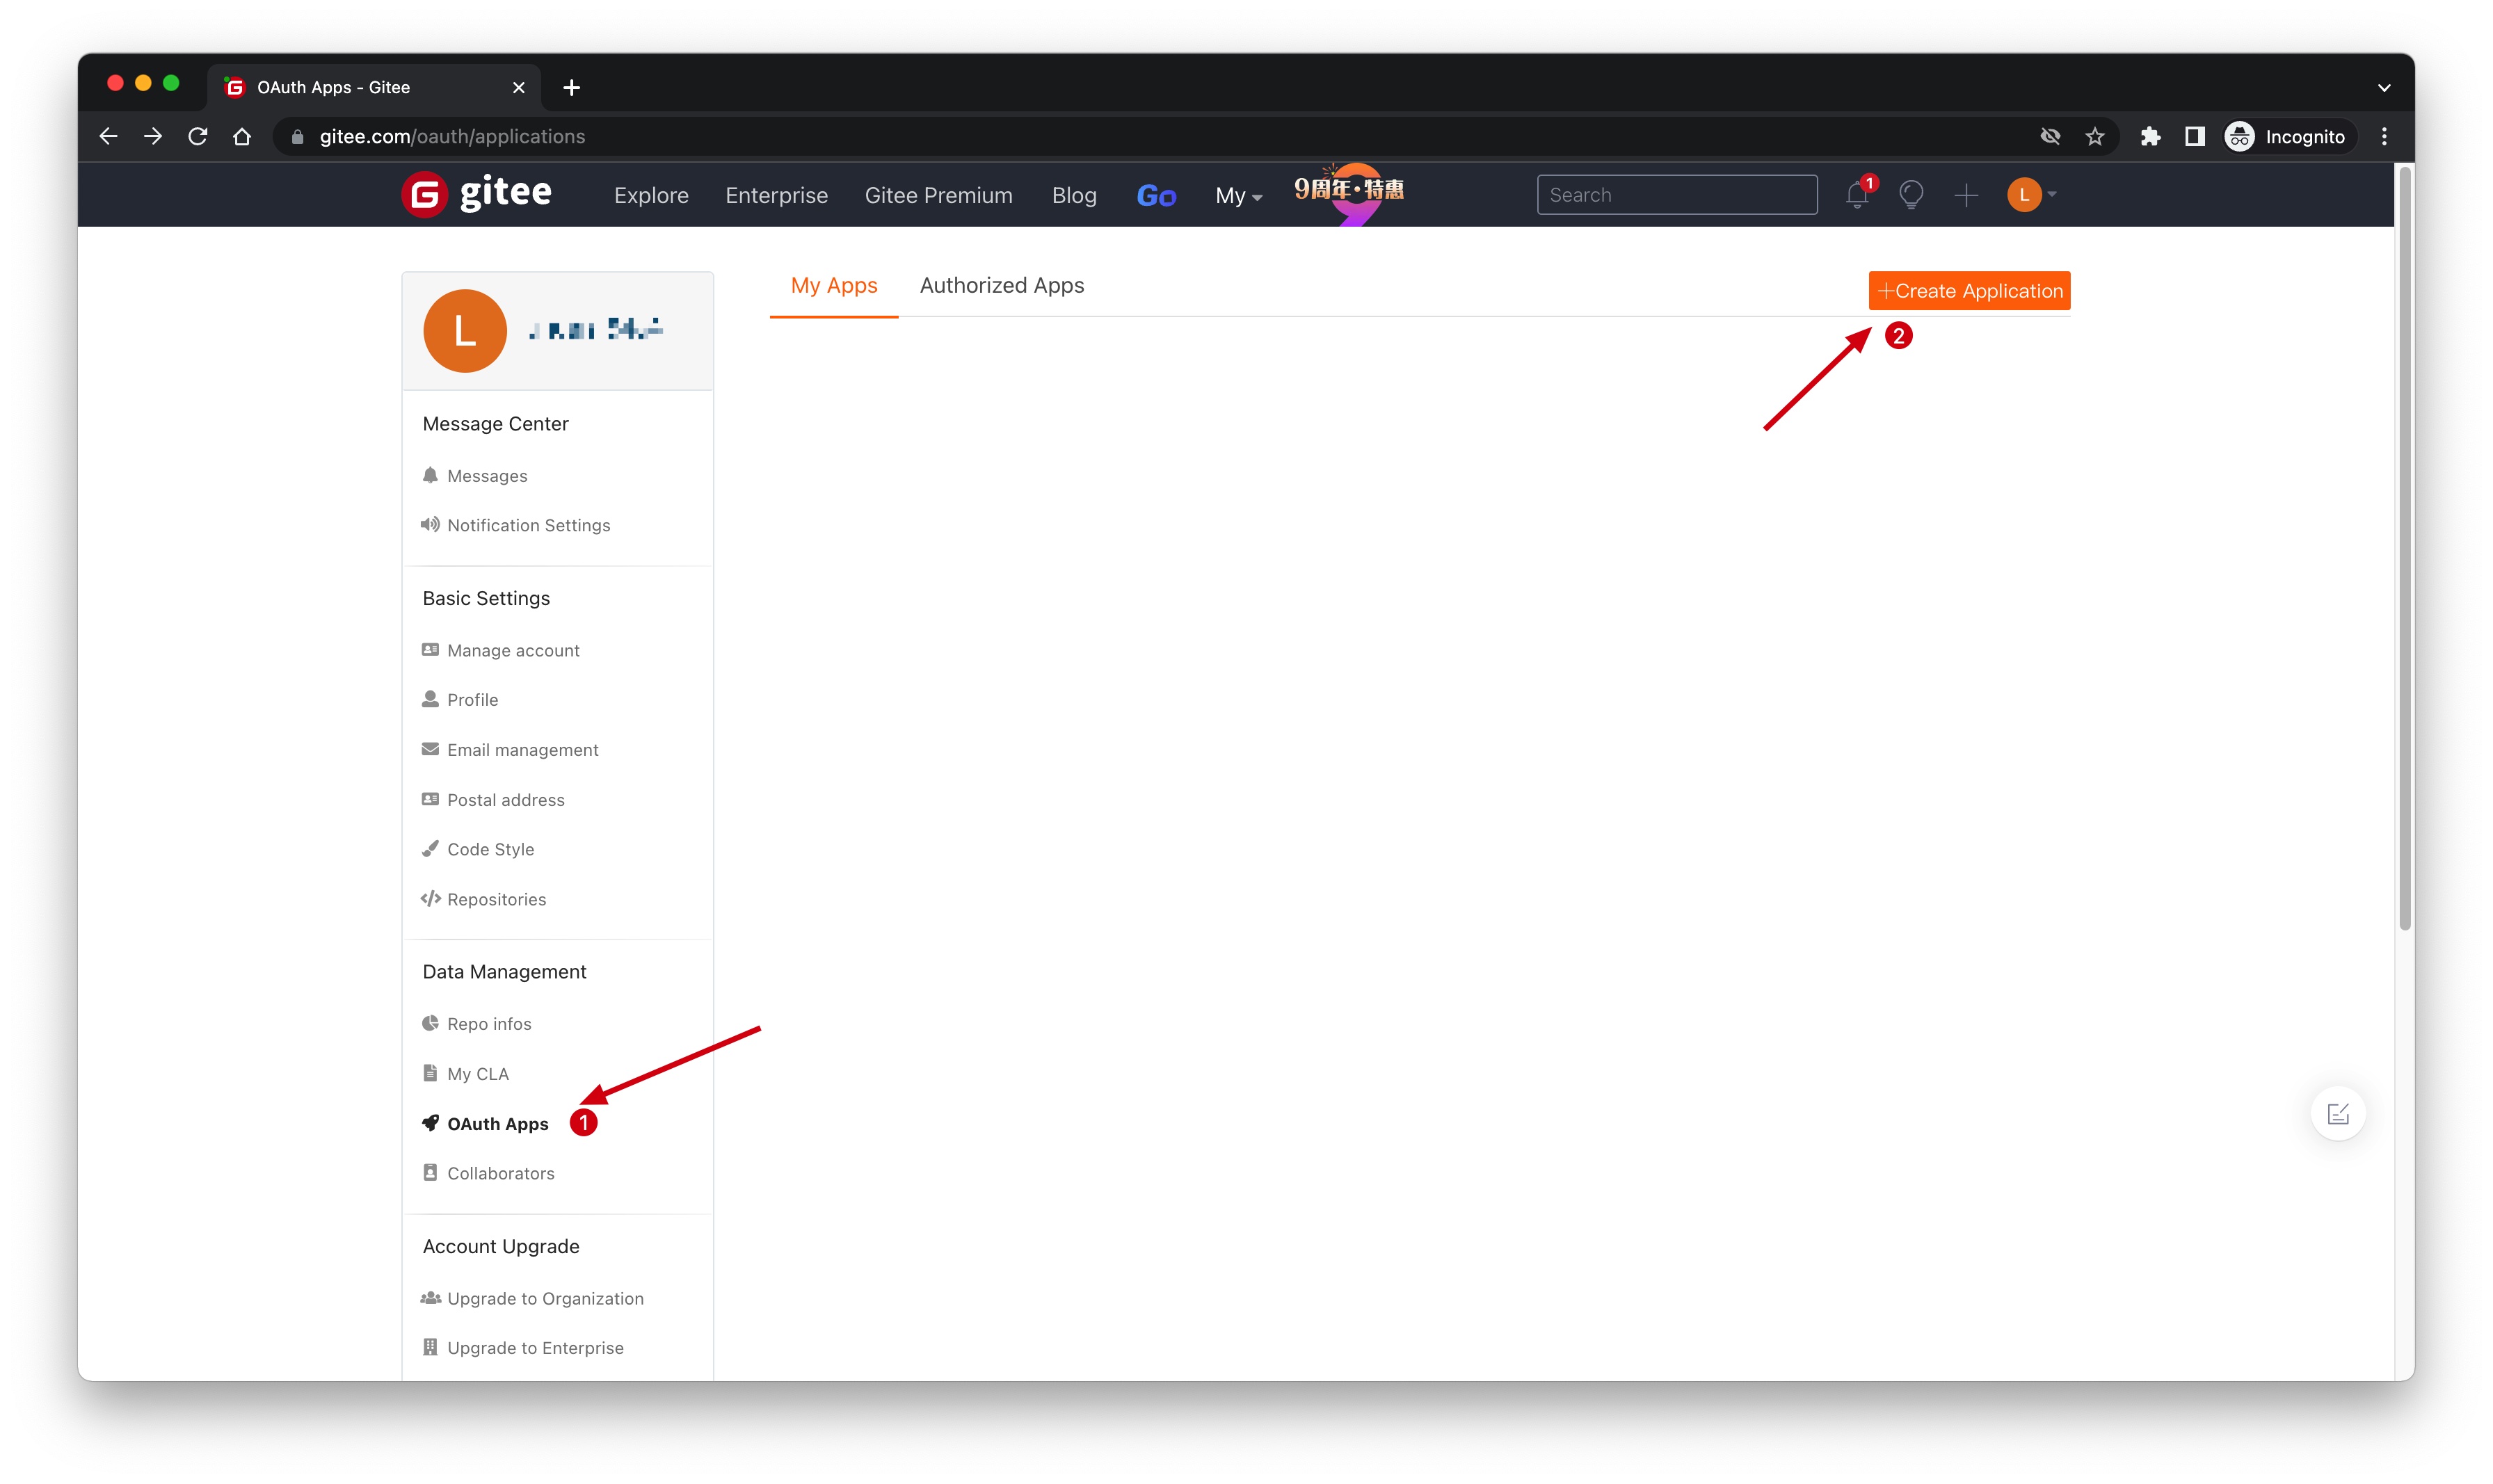 OAuth Apps - Gitee
gitee.com/oauth/applications
Incognito
gitee
Explore
Enterprise
Gitee Premium
Blog
Go
My
9周年·特惠
Search
1
L
L
My Apps
Authorized Apps
+Create Application
2
Message Center
Messages
Notification Settings
Basic Settings
Manage account
Profile
Email management
Postal address
Code Style
Repositories
Data Management
Repo infos
My CLA
OAuth Apps
1
Collaborators
Account Upgrade
Upgrade to Organization
Upgrade to Enterprise